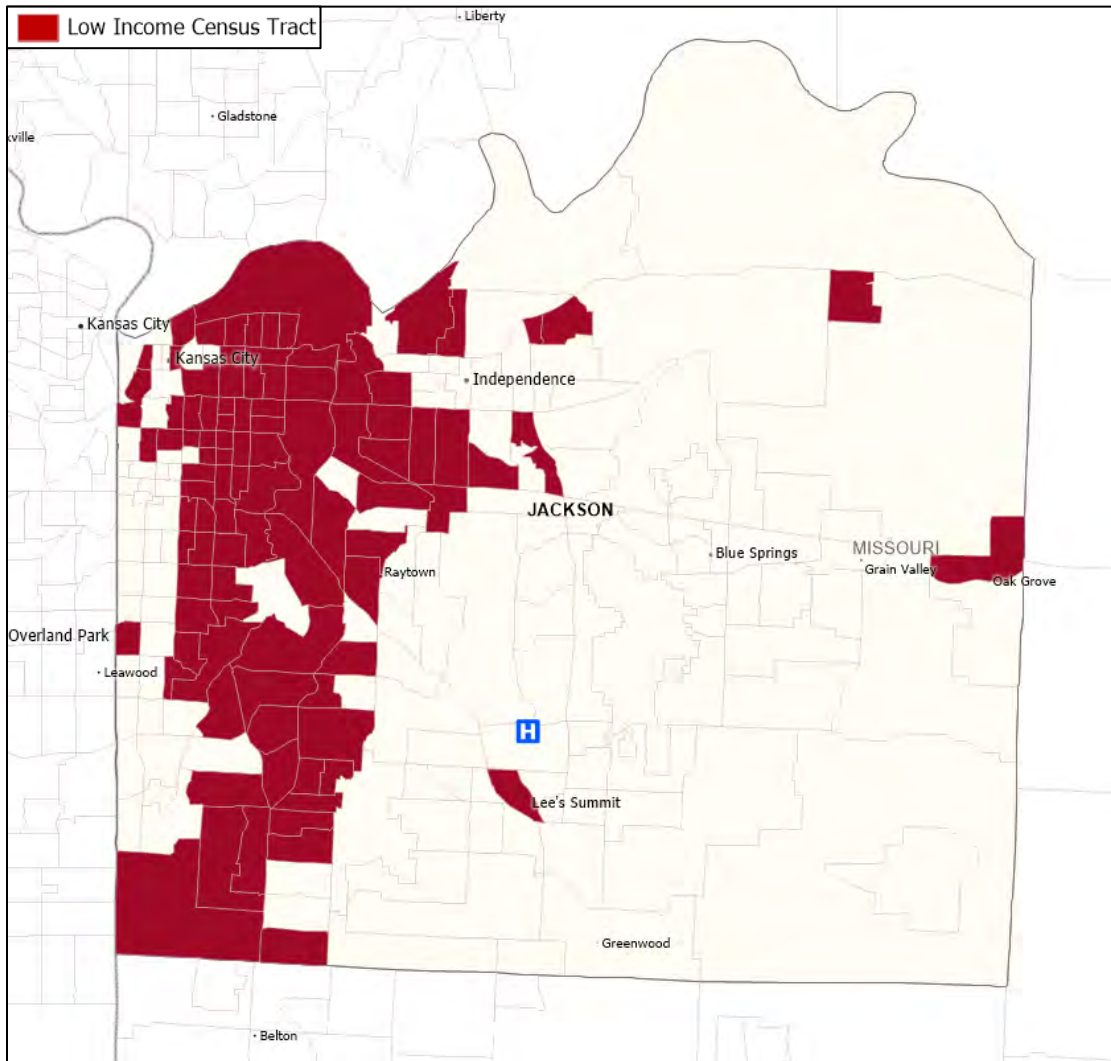 Low Income Census Tract
Liberty
Gladstone
kville
Kansas City
Kansas City
Independence
JACKSON
Blue Springs
MISSOURI
Grain Valley
Raytown
Oak Grove
Overland Park
Leawood
H
Lee's Summit
Greenwood
Belton